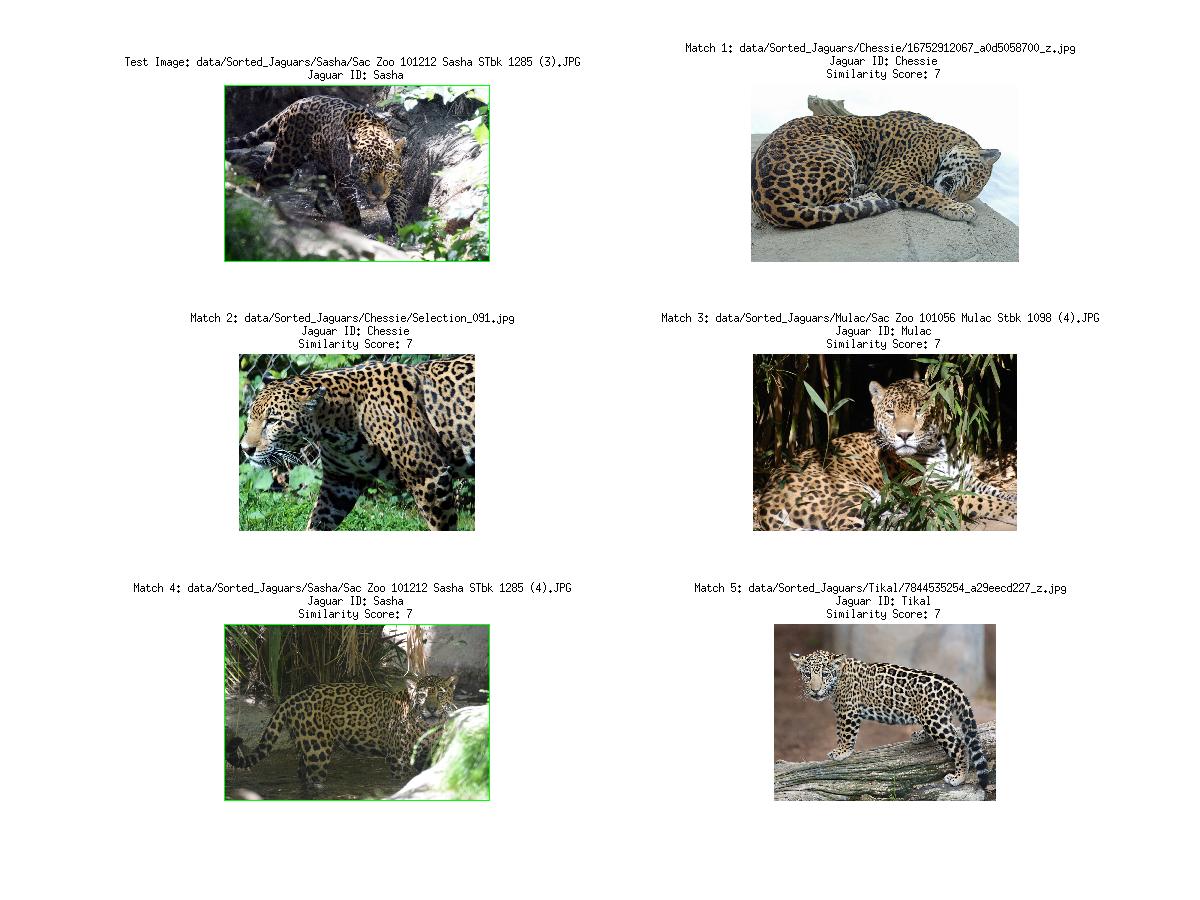 Test Image: data/Sorted_Jaguars/Sasha/Sac Zoo 101212 Sasha STbk 1285 (3).JPG
Jaguar ID: Sasha
Match 1: data/Sorted_Jaguars/Chessie/16752912067_a0d5058700_z.jpg
Jaguar ID: Chessie
Similarity Score: 7
Match 2: data/Sorted_Jaguars/Chessie/Selection_091.jpg
Jaguar ID: Chessie
Similarity Score: 7
Match 3: data/Sorted_Jaguars/Mulac/Sac Zoo 101056 Mulac Stbk 1098 (4).JPG
Jaguar ID: Mulac
Similarity Score: 7
Match 4: data/Sorted_Jaguars/Sasha/Sac Zoo 101212 Sasha STbk 1285 (4).JPG
Jaguar ID: Sasha
Similarity Score: 7
Match 5: data/Sorted_Jaguars/Tikal/7844535254_a29eecd227_z.jpg
Jaguar ID: Tikal
Similarity Score: 7